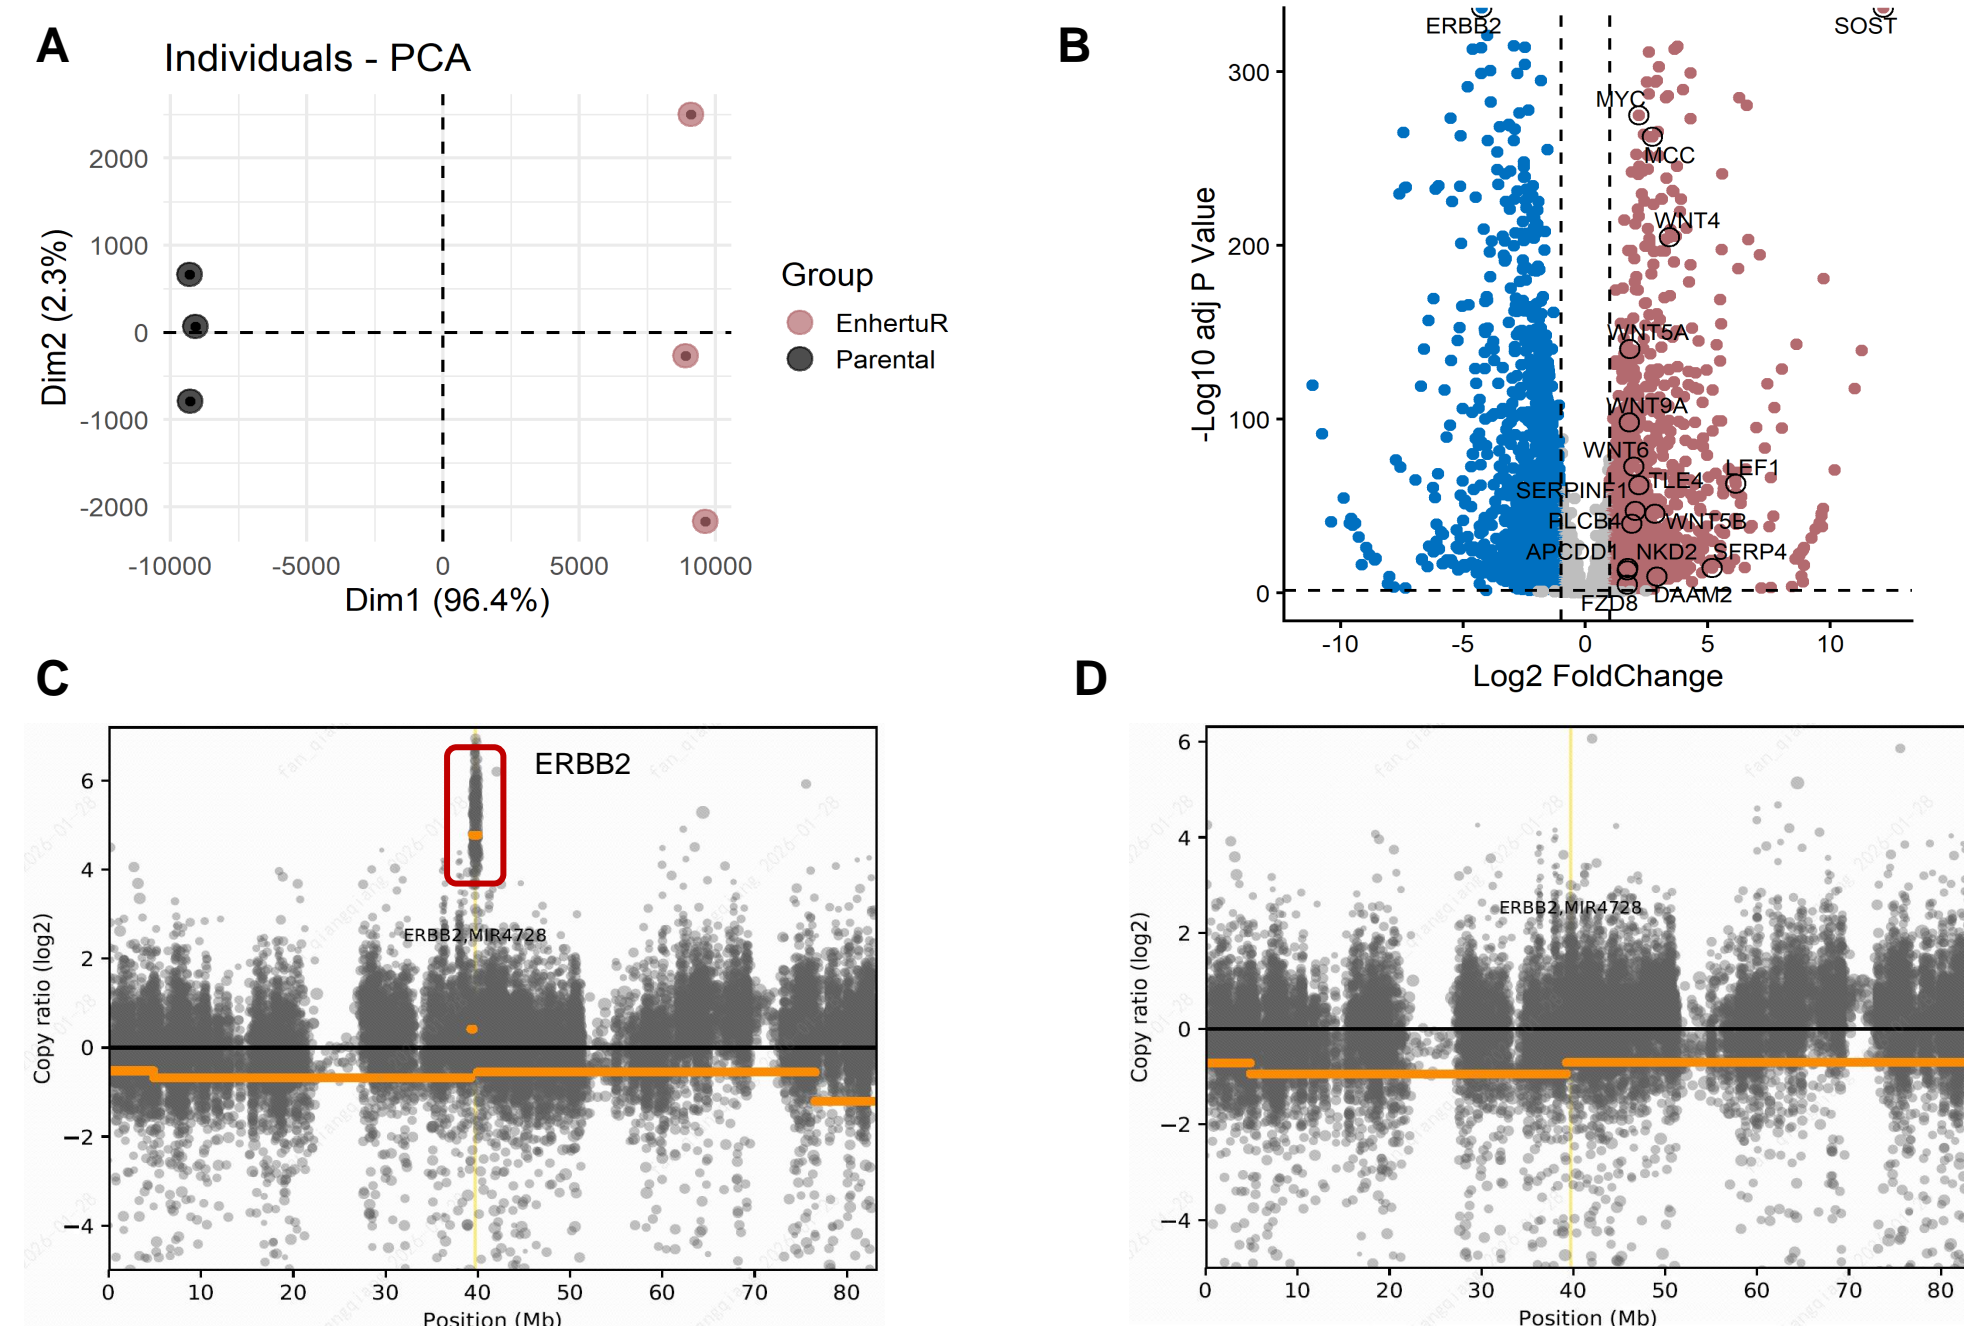 A
Individuals - PCA
Dim2 (2.3%)
2000
1000
0
-1000
-2000
-10000
-5000
0
5000
10000
Dim1 (96.4%)
Group
EnhertuR
Parental
B
-Log10 adj P Value
300
200
100
0
-10
-5
0
5
10
Log2 FoldChange
ERBB2
SOST
MYC
MCC
WNT4
WNT5A
WNT9A
WNT6
LEF1
TLE4
SERPINF1
PLCB4
WNT5B
APCDD1
NKD2
SFRP4
DAAM2
FZD8
C
Copy ratio (log2)
6
4
2
0
−2
−4
ERBB2
ERBB2,MIR4728
0
10
20
30
40
50
60
70
80
Position (Mb)
D
Copy ratio (log2)
6
4
2
0
−2
−4
ERBB2,MIR4728
0
10
20
30
40
50
60
70
80
Position (Mb)